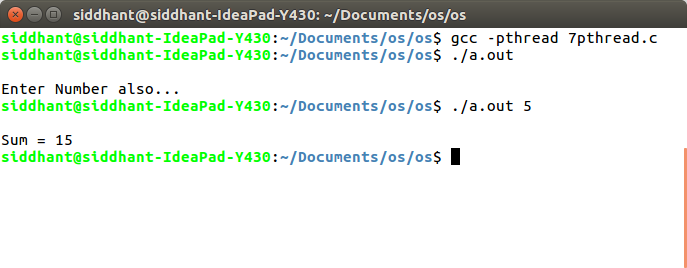 siddhant@siddhant-IdeaPad-Y430: ~/Documents/os/os
siddhant@siddhant-IdeaPad-Y430:~/Documents/os/os$ gcc -pthread 7pthread.c
siddhant@siddhant-IdeaPad-Y430:~/Documents/os/os$ ./a.out
Enter Number also...
siddhant@siddhant-IdeaPad-Y430:~/Documents/os/os$ ./a.out 5
Sum = 15
siddhant@siddhant-IdeaPad-Y430:~/Documents/os/os$